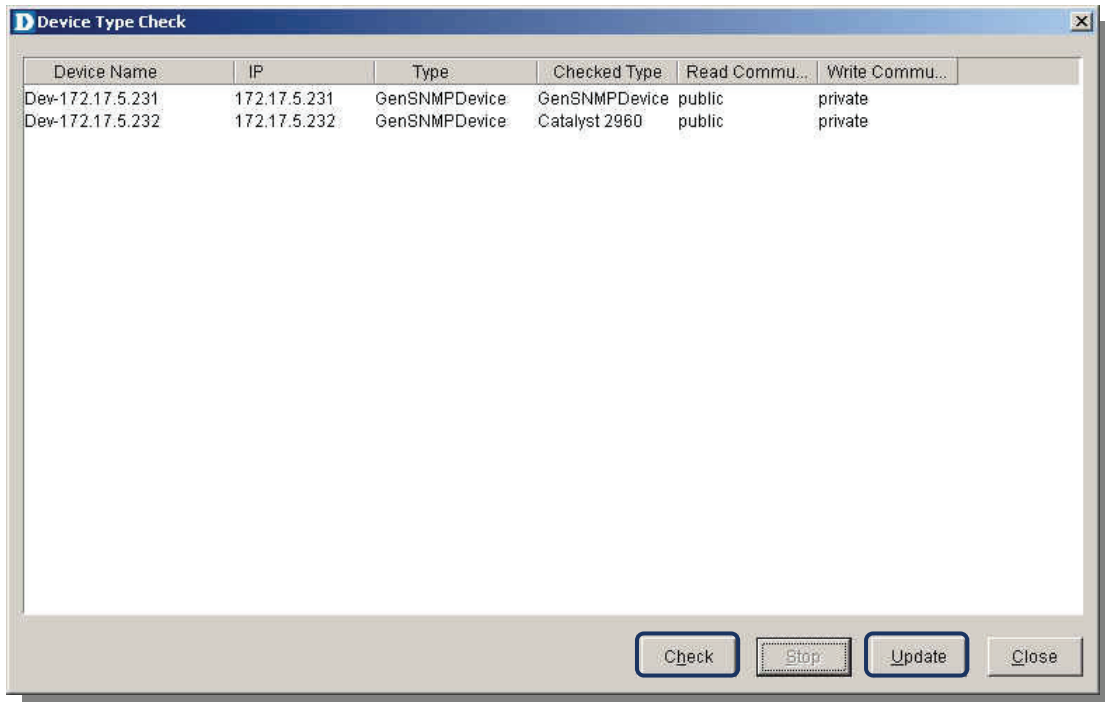 D Device Type Check
Device Name IP Type Checked Type Read Commu... Write Commu...
Dev-172.17.5.231 172.17.5.231 GenSNMPDevice GenSNMPDevice public private
Dev-172.17.5.232 172.17.5.232 GenSNMPDevice Catalyst 2960 public private
Check Stop Update Close